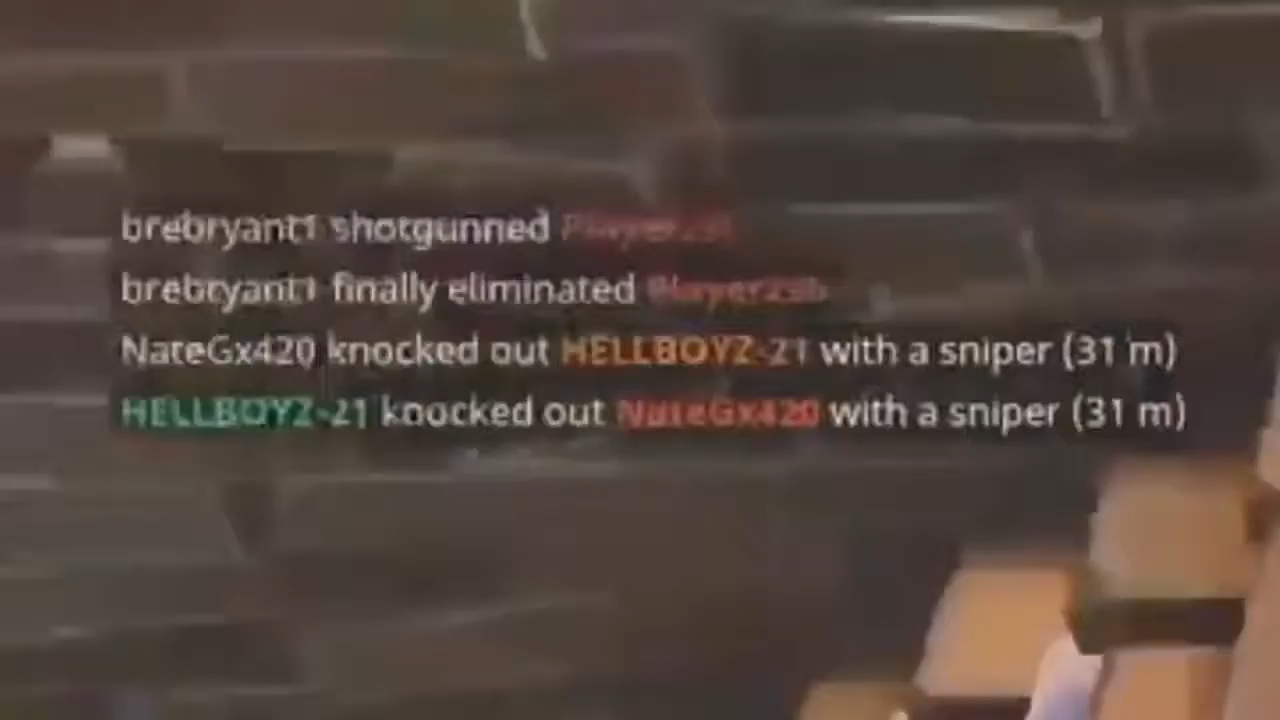 brebryant1 shotgunned
brebryant1 finally eliminated
NateGx420 knocked out HELLBOYZ-21 with a sniper (31 m)
HELLBOYZ-21 knocked out NateGx420 with a sniper (31 m)